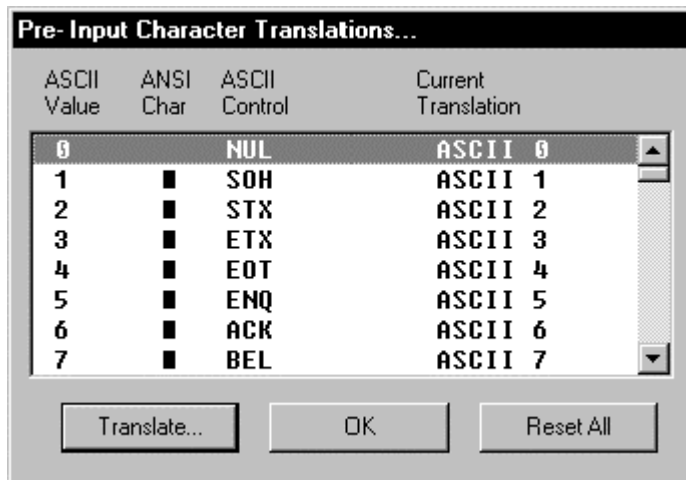 Pre- Input Character Translations...
ASCII ANSI ASCII Current
Value Char Control Translation
0 NUL ASCII 0
1 ■ SOH ASCII 1
2 ■ STX ASCII 2
3 ■ ETX ASCII 3
4 ■ EOT ASCII 4
5 ■ ENQ ASCII 5
6 ■ ACK ASCII 6
7 ■ BEL ASCII 7
Translate... OK Reset All